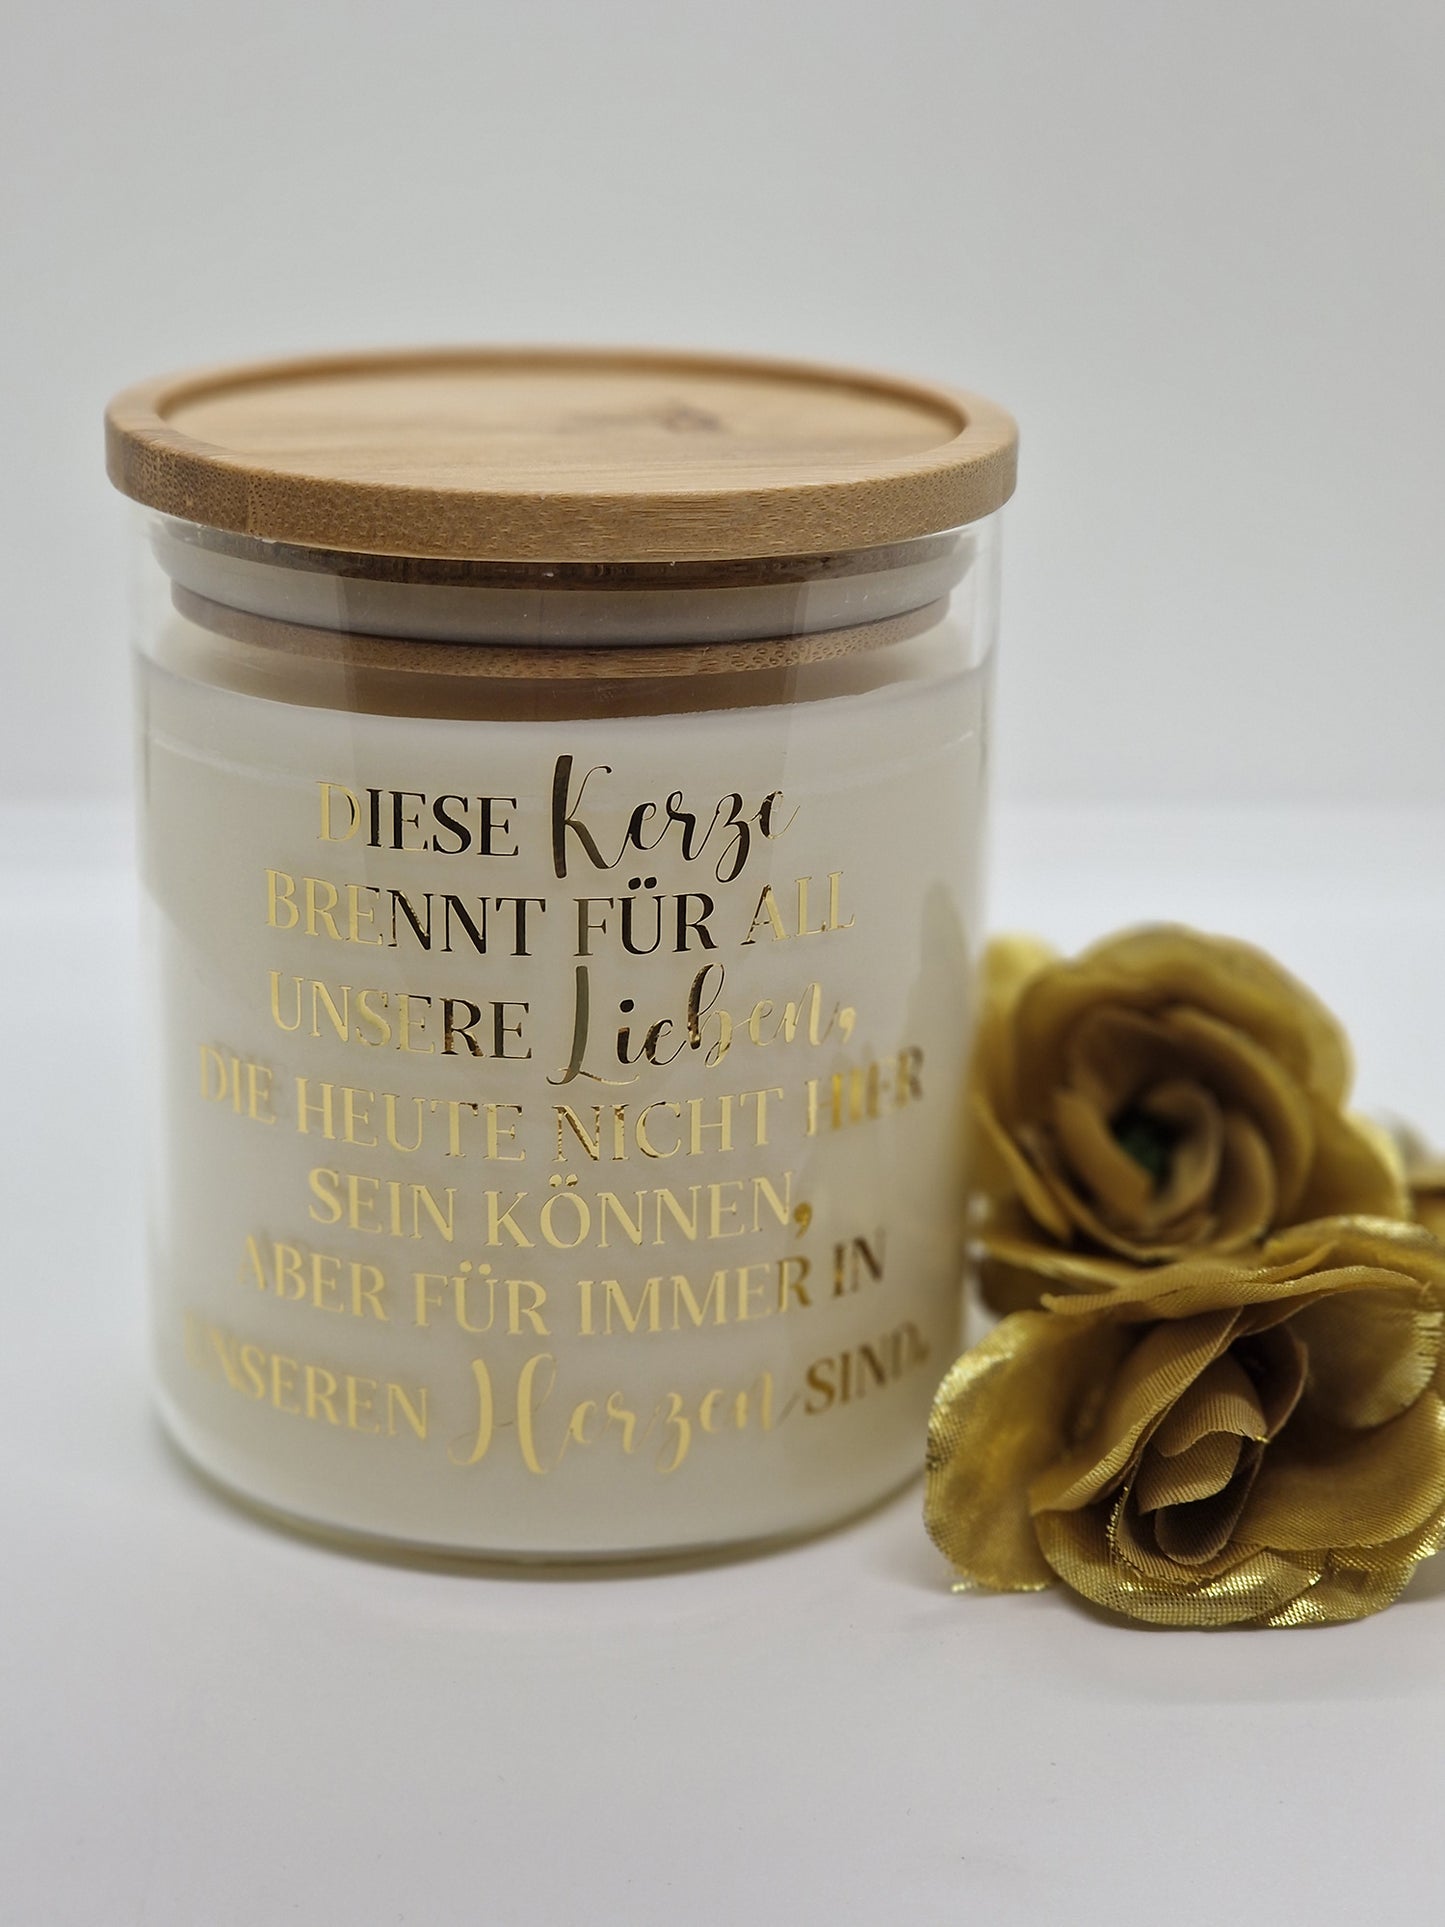 DIESE Kerze
BRENNT FÜR ALL
UNSERE Lieben,
DIE HEUTE NICHT HIER
SEIN KÖNNEN,
ABER FÜR IMMER IN
UNSEREN Herzen SIND.